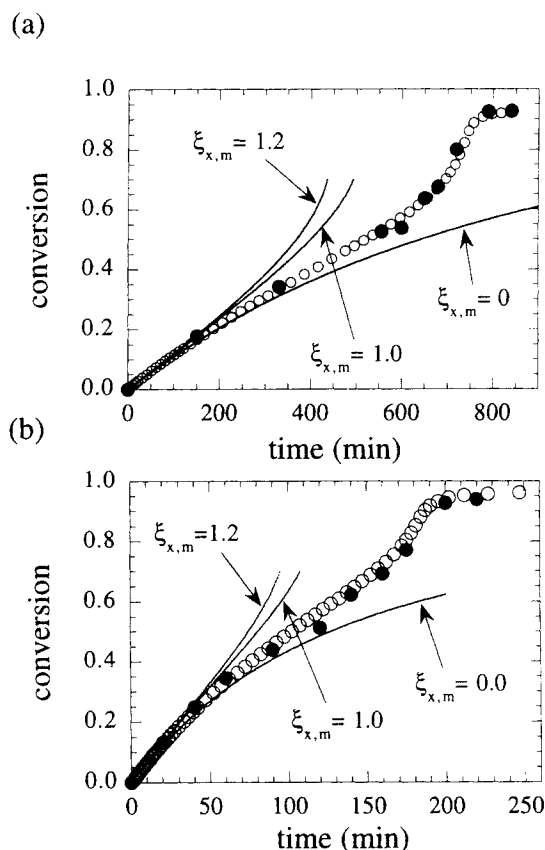 (a)
1.0
0.8
0.6
0.4
0.2
0.0
conversion
ξx,m = 1.2
ξx,m = 0
ξx,m = 1.0
0 200 400 600 800
time (min)
(b)
1.0
0.8
0.6
0.4
0.2
0.0
conversion
ξx,m = 1.2
ξx,m = 0.0
ξx,m = 1.0
0 50 100 150 200 250
time (min)